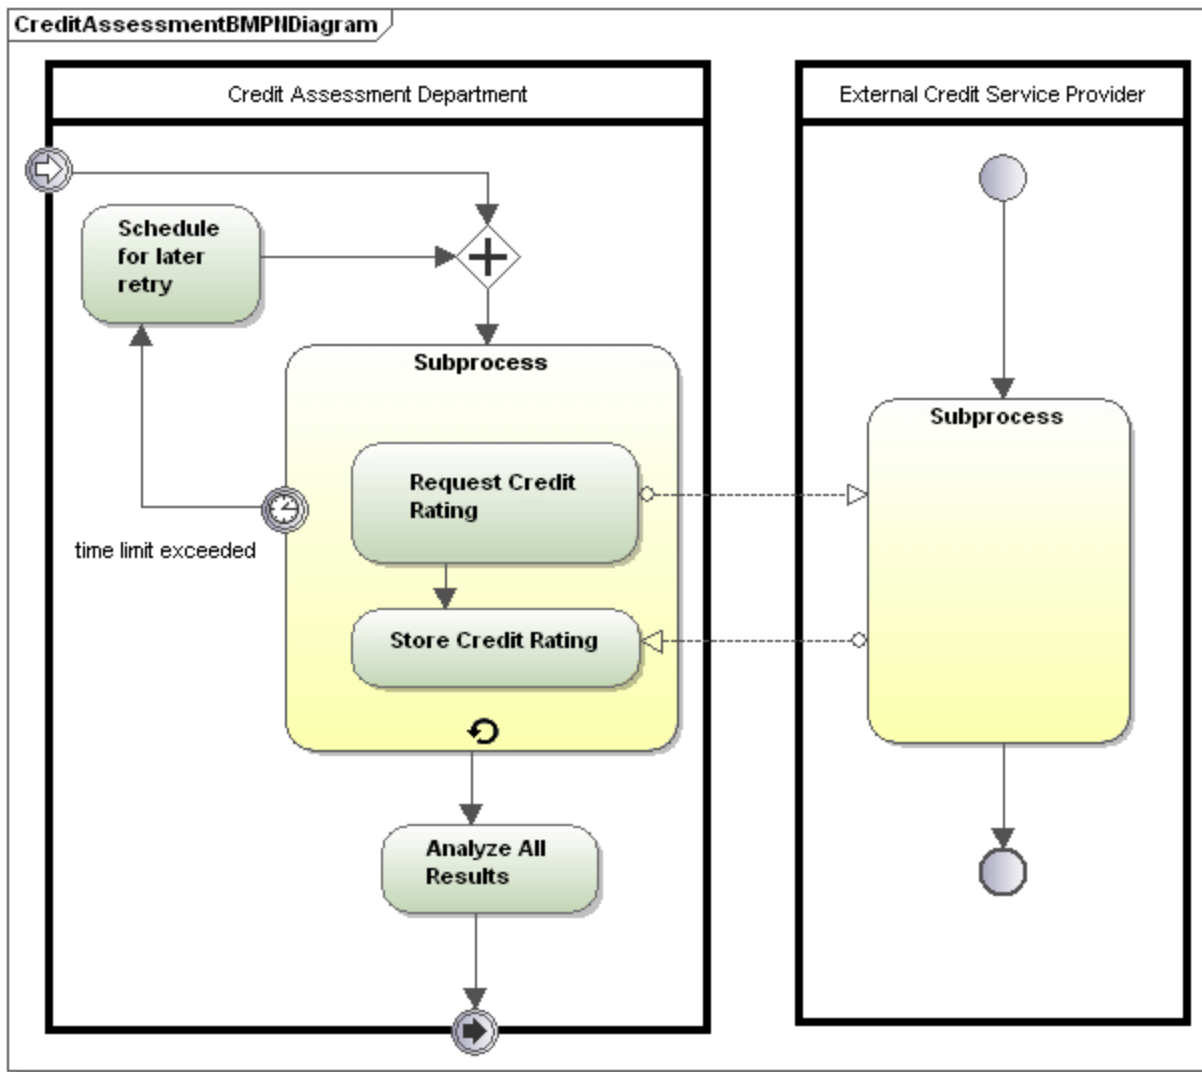 CreditAssessmentBMPNDiagram
Credit Assessment Department
External Credit Service Provider
Schedule
for later
retry
Subprocess
Subprocess
Request Credit
Rating
time limit exceeded
Store Credit Rating
Analyze All
Results